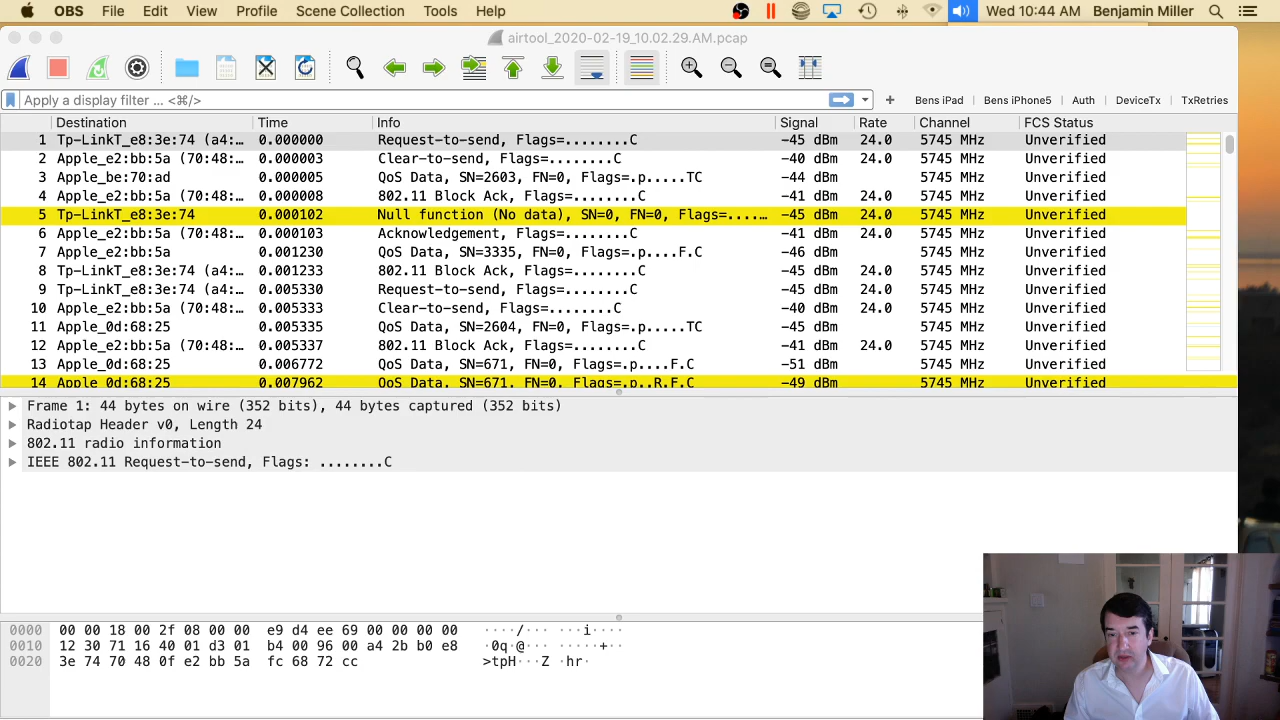 OBS File Edit View Profile Scene Collection Tools Help Wed 10:44 AM Benjamin Miller
airtool_2020-02-19_10.02.29.AM.pcap
Apply a display filter … <⌘/> Bens iPad Bens iPhone5 Auth DeviceTx TxRetries
Destination Time Info Signal Rate Channel FCS Status
1 Tp-LinkT_e8:3e:74 (a4:… 0.000000 Request-to-send, Flags=........C -45 dBm 24.0 5745 MHz Unverified
2 Apple_e2:bb:5a (70:48:… 0.000003 Clear-to-send, Flags=........C -40 dBm 24.0 5745 MHz Unverified
3 Apple_be:70:ad 0.000005 QoS Data, SN=2603, FN=0, Flags=.p.....TC -44 dBm 5745 MHz Unverified
4 Apple_e2:bb:5a (70:48:… 0.000008 802.11 Block Ack, Flags=........C -41 dBm 24.0 5745 MHz Unverified
5 Tp-LinkT_e8:3e:74 0.000102 Null function (No data), SN=0, FN=0, Flags=....… -45 dBm 24.0 5745 MHz Unverified
6 Apple_e2:bb:5a (70:48:… 0.000103 Acknowledgement, Flags=........C -41 dBm 24.0 5745 MHz Unverified
7 Apple_e2:bb:5a 0.001230 QoS Data, SN=3335, FN=0, Flags=.p....F.C -46 dBm 5745 MHz Unverified
8 Tp-LinkT_e8:3e:74 (a4:… 0.001233 802.11 Block Ack, Flags=........C -45 dBm 24.0 5745 MHz Unverified
9 Tp-LinkT_e8:3e:74 (a4:… 0.005330 Request-to-send, Flags=........C -45 dBm 24.0 5745 MHz Unverified
10 Apple_e2:bb:5a (70:48:… 0.005333 Clear-to-send, Flags=........C -40 dBm 24.0 5745 MHz Unverified
11 Apple_0d:68:25 0.005335 QoS Data, SN=2604, FN=0, Flags=.p.....TC -45 dBm 5745 MHz Unverified
12 Apple_e2:bb:5a (70:48:… 0.005337 802.11 Block Ack, Flags=........C -45 dBm 24.0 5745 MHz Unverified
13 Apple_0d:68:25 0.006772 QoS Data, SN=671, FN=0, Flags=.p....F.C -51 dBm 5745 MHz Unverified
14 Apple_0d:68:25 0.007962 QoS Data, SN=671, FN=0, Flags=.p..R.F.C -49 dBm 5745 MHz Unverified
Frame 1: 44 bytes on wire (352 bits), 44 bytes captured (352 bits)
Radiotap Header v0, Length 24
802.11 radio information
IEEE 802.11 Request-to-send, Flags: ........C
0000 00 00 18 00 2f 08 00 00 e9 d4 ee 69 00 00 00 00 ····/··· ···i····
0010 12 30 71 16 40 01 d3 01 b4 00 96 00 a4 2b b0 e8 ·0q·@··· ·····+··
0020 3e 74 70 48 0f e2 bb 5a fc 68 72 cc >tpH···Z ·hr·